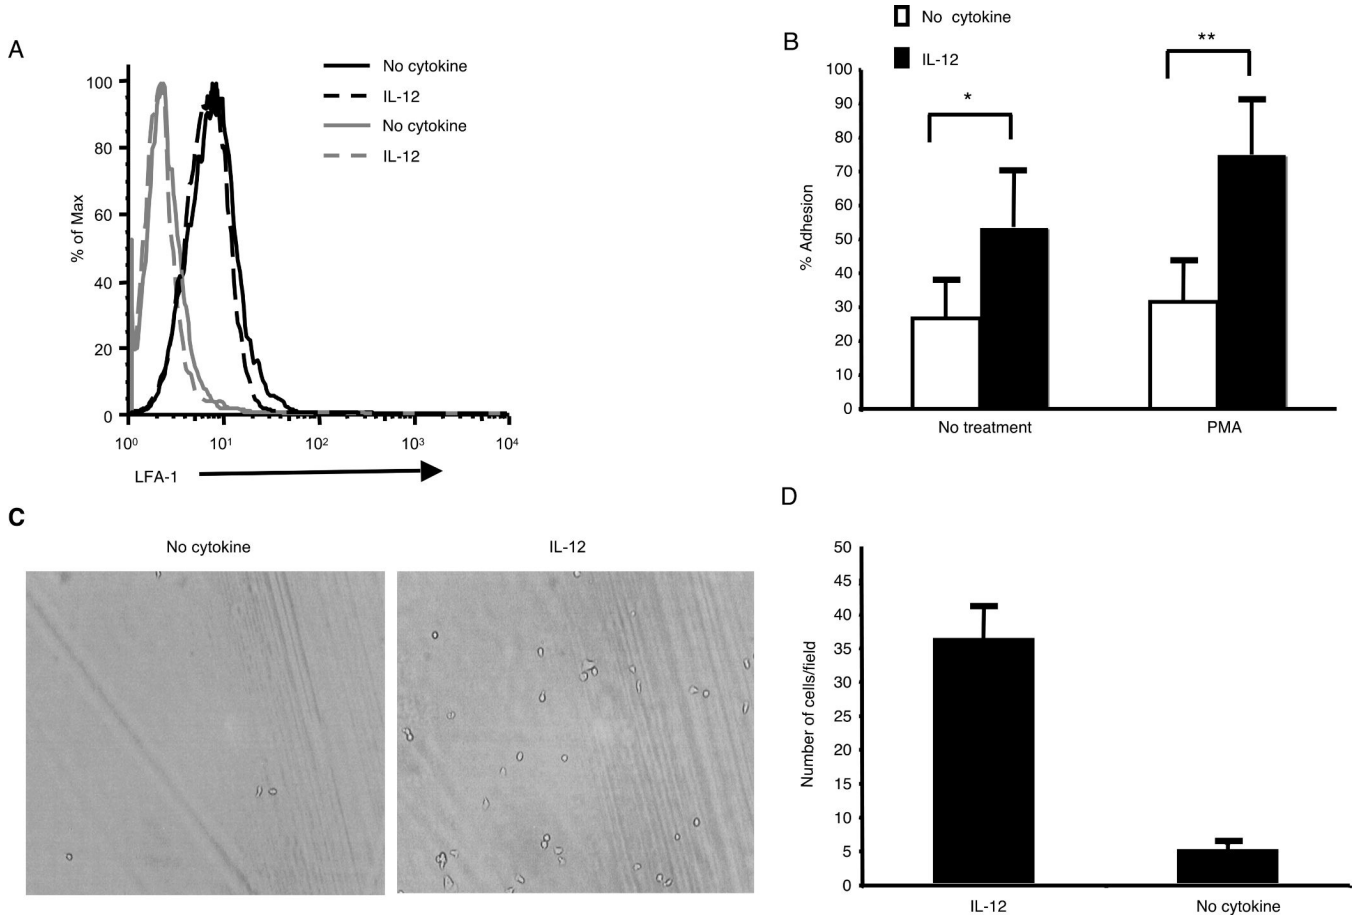 A
No cytokine
IL-12
No cytokine
IL-12
100
80
60
40
20
0
% of Max
10⁰ 10¹ 10² 10³ 10⁴
LFA-1
B
No cytokine
IL-12
*
**
100
90
80
70
60
50
40
30
20
10
0
% Adhesion
No treatment PMA
C
No cytokine IL-12
D
50
45
40
35
30
25
20
15
10
5
0
Number of cells/field
IL-12 No cytokine